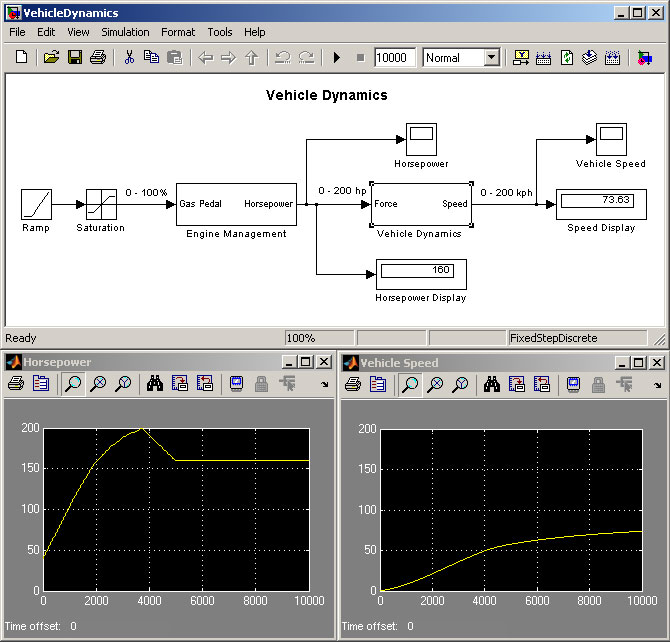 VehicleDynamics
File Edit View Simulation Format Tools Help
10000 Normal
Vehicle Dynamics
Horsepower
Vehicle Speed
0 - 100%
0 - 200 hp
0 - 200 kph
Gas Pedal Horsepower
Force Speed
73.63
Ramp
Saturation
Engine Management
Vehicle Dynamics
Speed Display
160
Horsepower Display
Ready 100% FixedStepDiscrete
Horsepower
200
150
100
50
0
0 2000 4000 6000 8000 10000
Time offset: 0
Vehicle Speed
200
150
100
50
0
0 2000 4000 6000 8000 10000
Time offset: 0